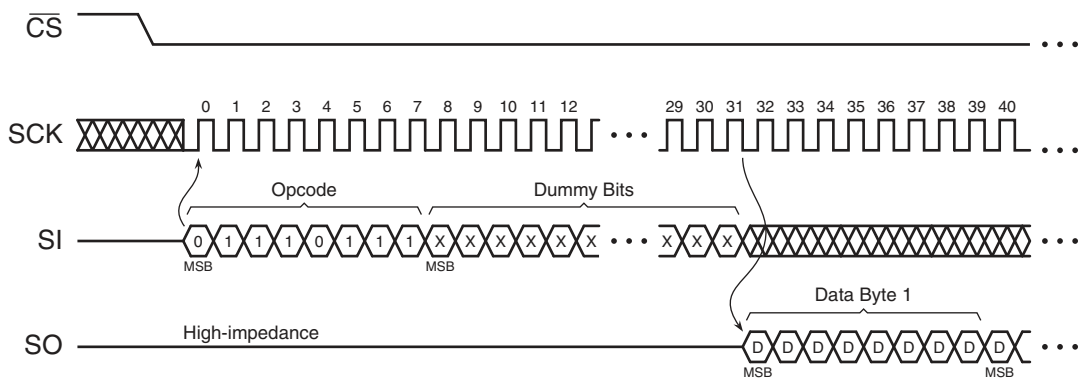 CS
0 1 2 3 4 5 6 7 8 9 10 11 12 29 30 31 32 33 34 35 36 37 38 39 40
SCK
Opcode Dummy Bits
SI 0 1 1 1 0 1 1 1 X X X X X X X X X
MSB MSB
Data Byte 1
High-impedance
SO D D D D D D D D D
MSB MSB